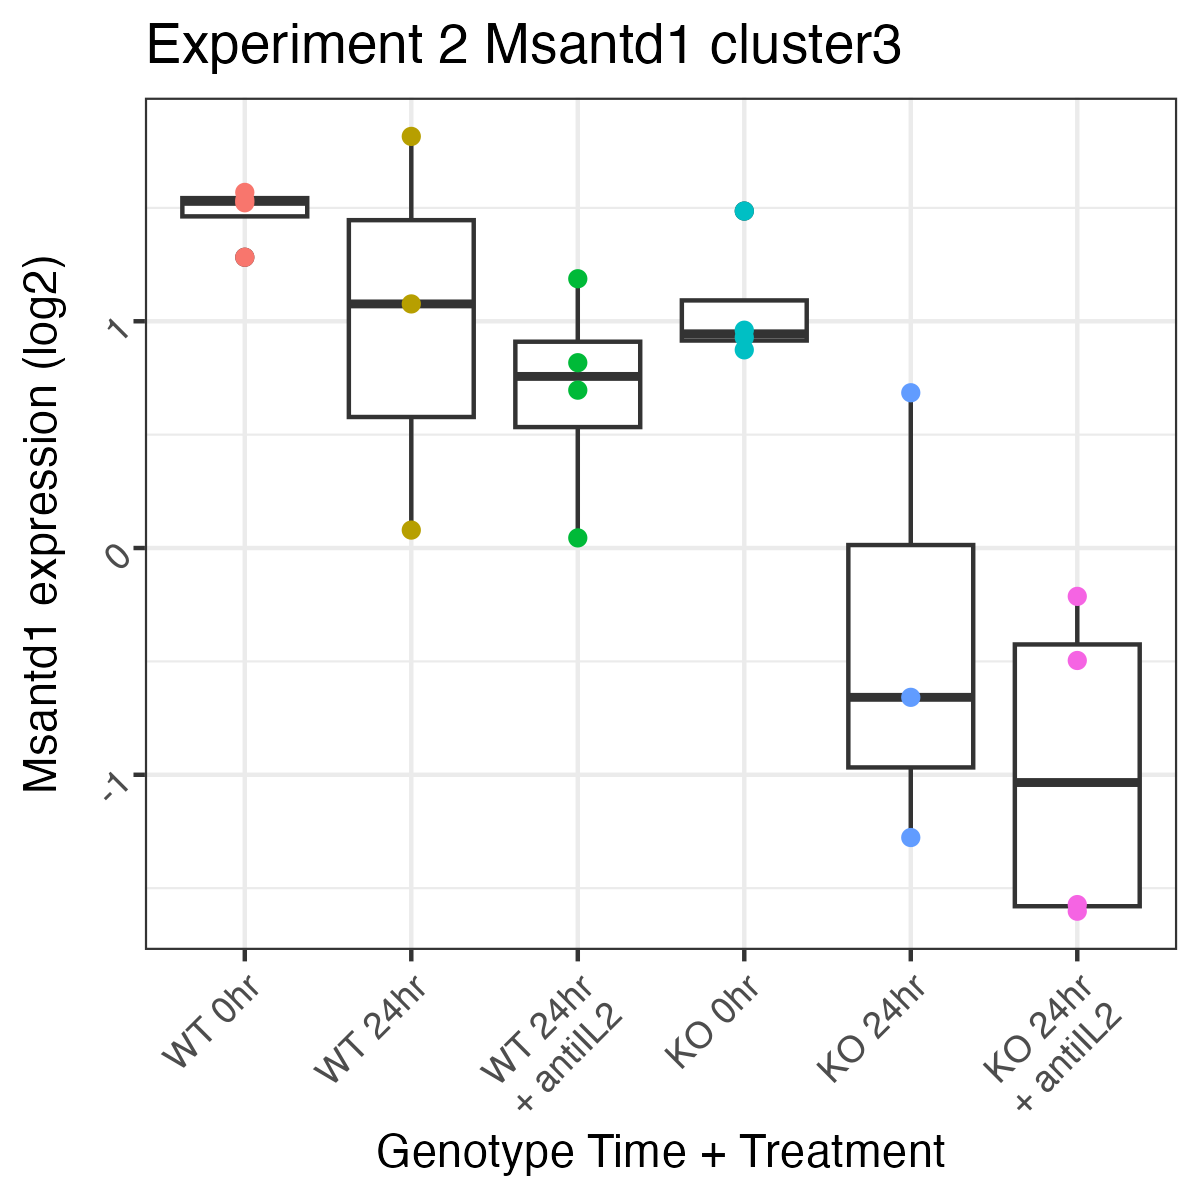 Experiment 2 Msantd1 cluster3
Msantd1 expression (log2)
1
0
-1
WT 0hr
WT 24hr
WT 24hr
+ antiIL2
KO 0hr
KO 24hr
KO 24hr
+ antiIL2
Genotype Time + Treatment